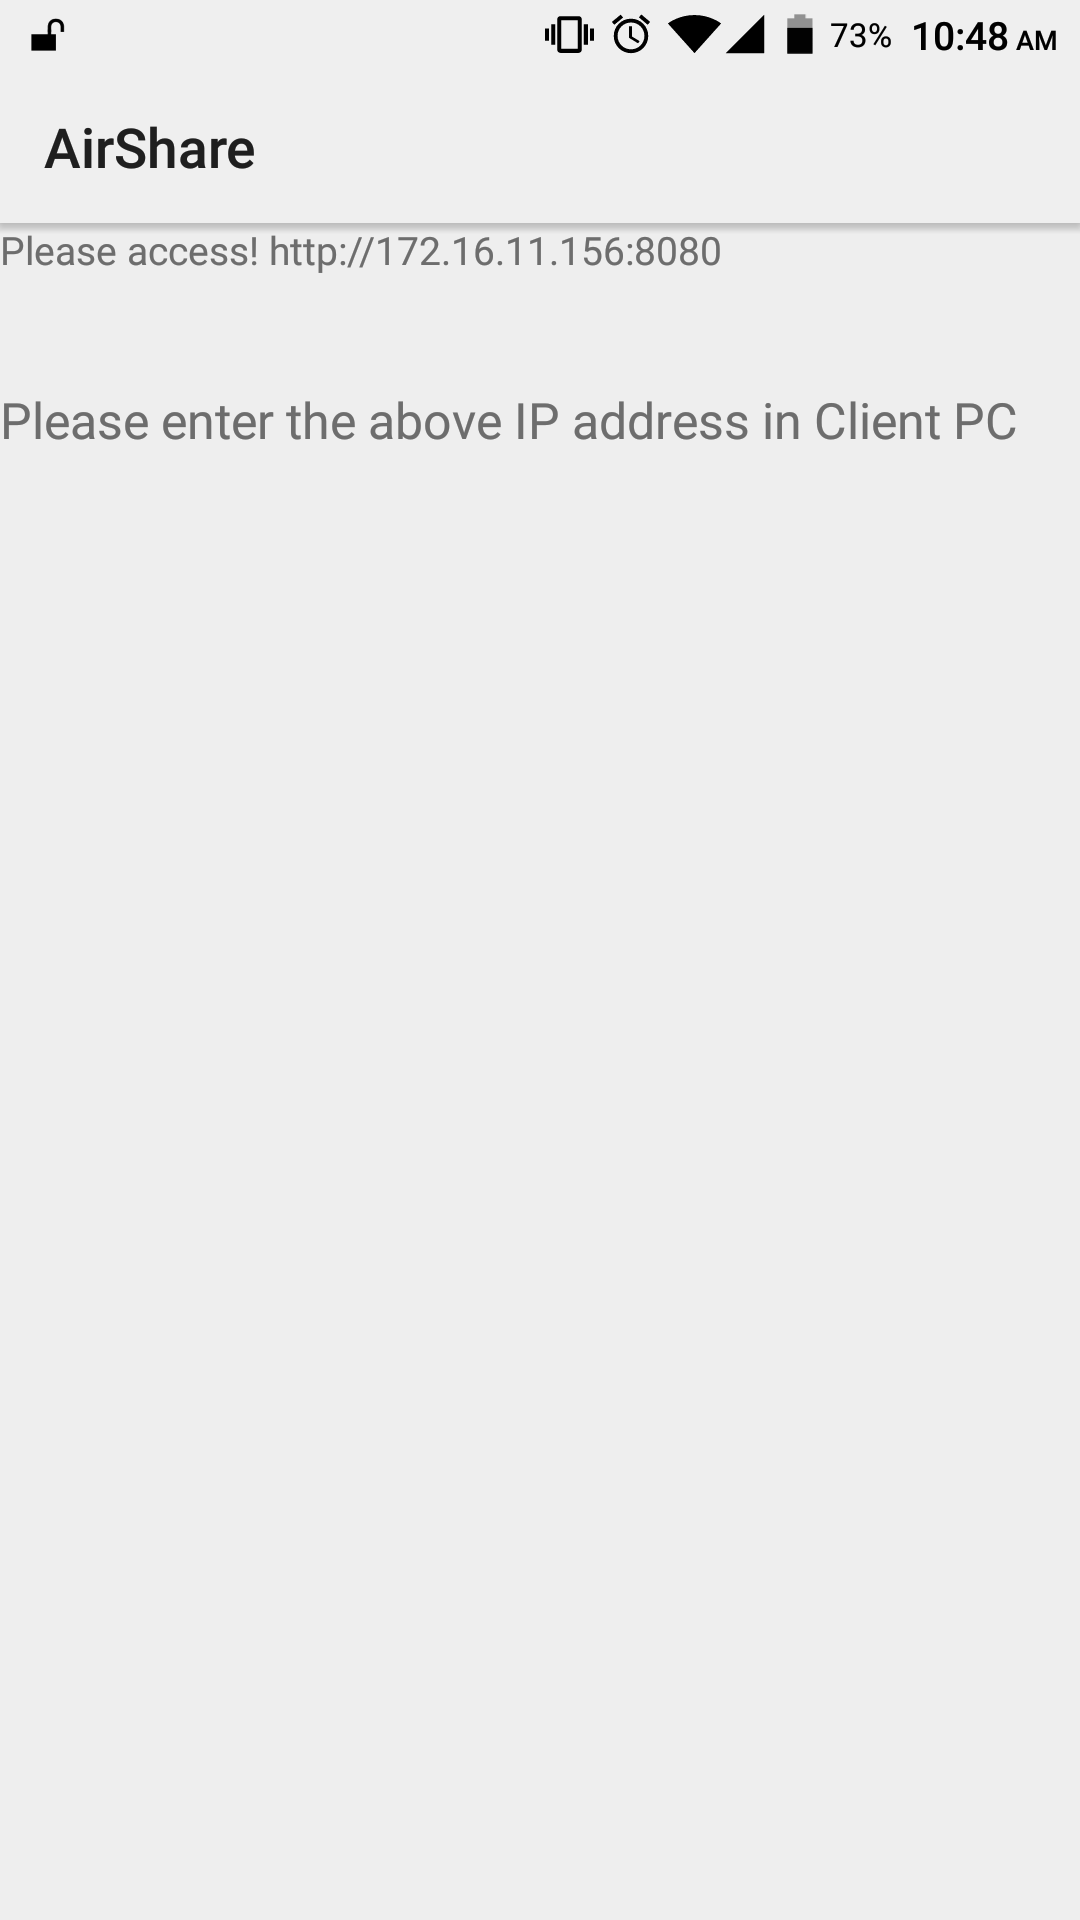 73% 10:48 AM
AirShare
Please access! http://172.16.11.156:8080
Please enter the above IP address in Client PC